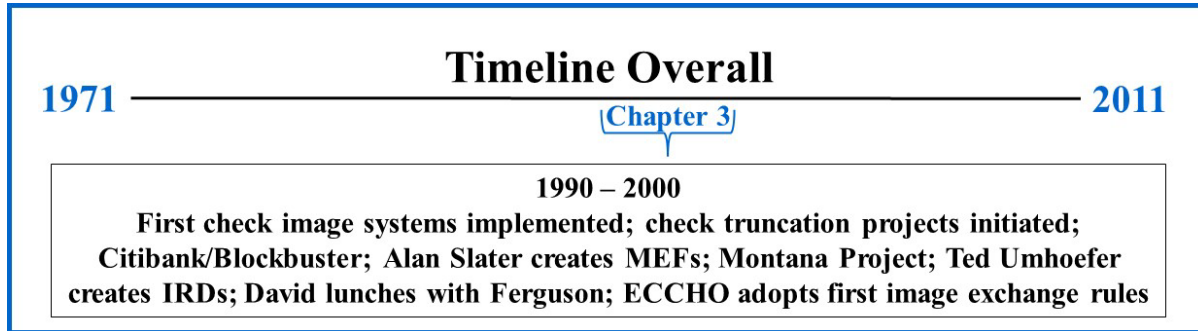 Timeline Overall
1971
2011
Chapter 3
1990 – 2000
First check image systems implemented; check truncation projects initiated;
Citibank/Blockbuster; Alan Slater creates MEFs; Montana Project; Ted Umhoefer
creates IRDs; David lunches with Ferguson; ECCHO adopts first image exchange rules